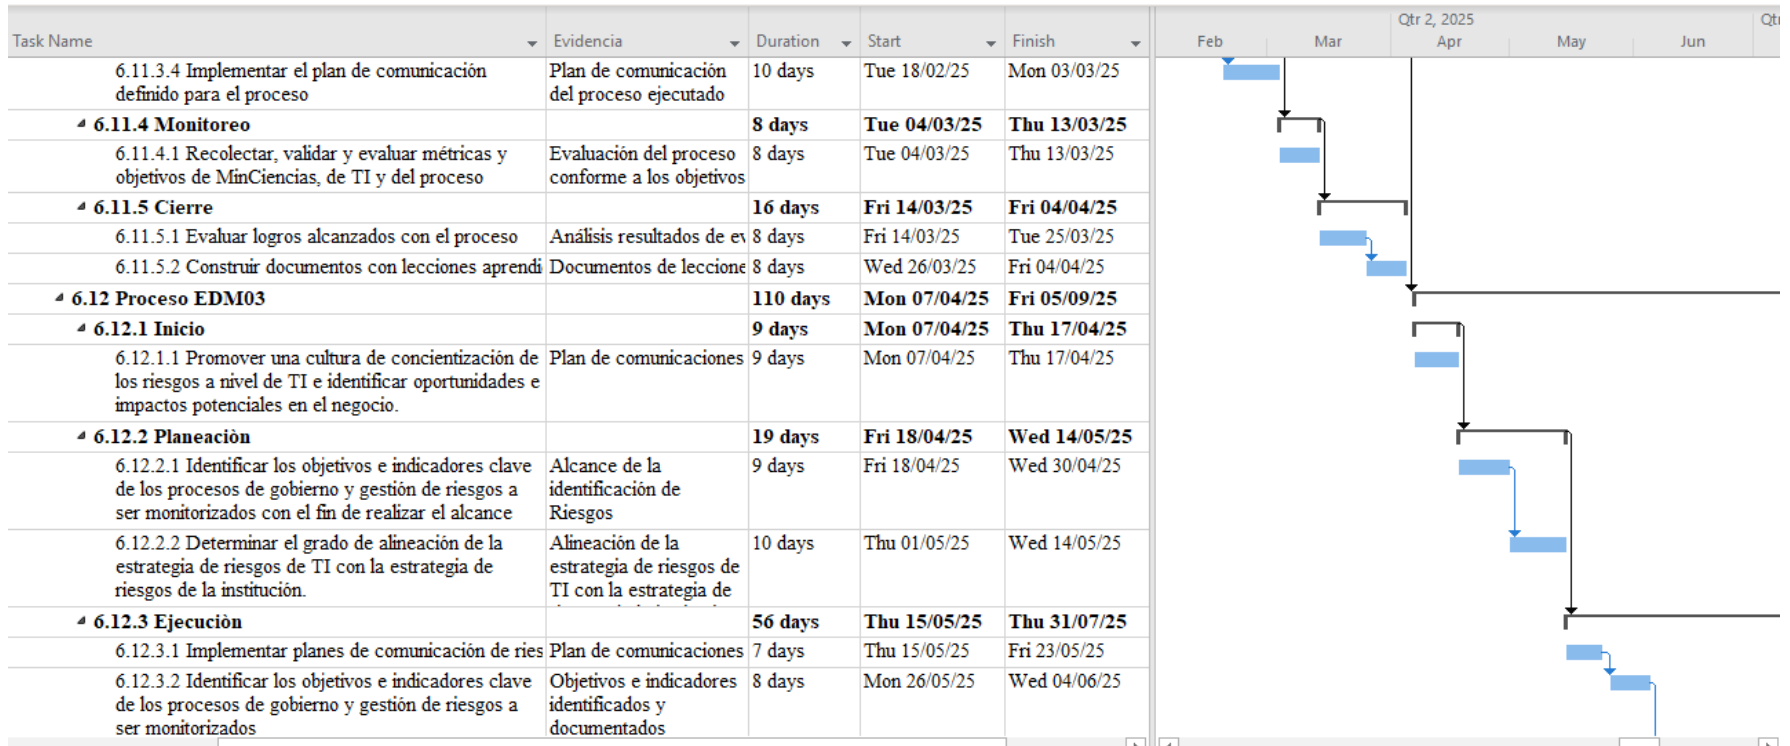 Qtr 2, 2025 Qtr
Task Name Evidencia Duration Start Finish Feb Mar Apr May Jun
6.11.3.4 Implementar el plan de comunicación Plan de comunicación 10 days Tue 18/02/25 Mon 03/03/25
definido para el proceso del proceso ejecutado
6.11.4 Monitoreo 8 days Tue 04/03/25 Thu 13/03/25
6.11.4.1 Recolectar, validar y evaluar métricas y Evaluación del proceso 8 days Tue 04/03/25 Thu 13/03/25
objetivos de MinCiencias, de TI y del proceso conforme a los objetivos
6.11.5 Cierre 16 days Fri 14/03/25 Fri 04/04/25
6.11.5.1 Evaluar logros alcanzados con el proceso Análisis resultados de ev 8 days Fri 14/03/25 Tue 25/03/25
6.11.5.2 Construir documentos con lecciones aprendi Documentos de leccione 8 days Wed 26/03/25 Fri 04/04/25
6.12 Proceso EDM03 110 days Mon 07/04/25 Fri 05/09/25
6.12.1 Inicio 9 days Mon 07/04/25 Thu 17/04/25
6.12.1.1 Promover una cultura de concientización de Plan de comunicaciones 9 days Mon 07/04/25 Thu 17/04/25
los riesgos a nivel de TI e identificar oportunidades e
impactos potenciales en el negocio.
6.12.2 Planeaciòn 19 days Fri 18/04/25 Wed 14/05/25
6.12.2.1 Identificar los objetivos e indicadores clave Alcance de la 9 days Fri 18/04/25 Wed 30/04/25
de los procesos de gobierno y gestión de riesgos a identificación de
ser monitorizados con el fin de realizar el alcance Riesgos
6.12.2.2 Determinar el grado de alineación de la Alineación de la 10 days Thu 01/05/25 Wed 14/05/25
estrategia de riesgos de TI con la estrategia de estrategia de riesgos de
riesgos de la institución. TI con la estrategia de
6.12.3 Ejecuciòn 56 days Thu 15/05/25 Thu 31/07/25
6.12.3.1 Implementar planes de comunicación de ries Plan de comunicaciones 7 days Thu 15/05/25 Fri 23/05/25
6.12.3.2 Identificar los objetivos e indicadores clave Objetivos e indicadores 8 days Mon 26/05/25 Wed 04/06/25
de los procesos de gobierno y gestión de riesgos a identificados y
ser monitorizados documentados